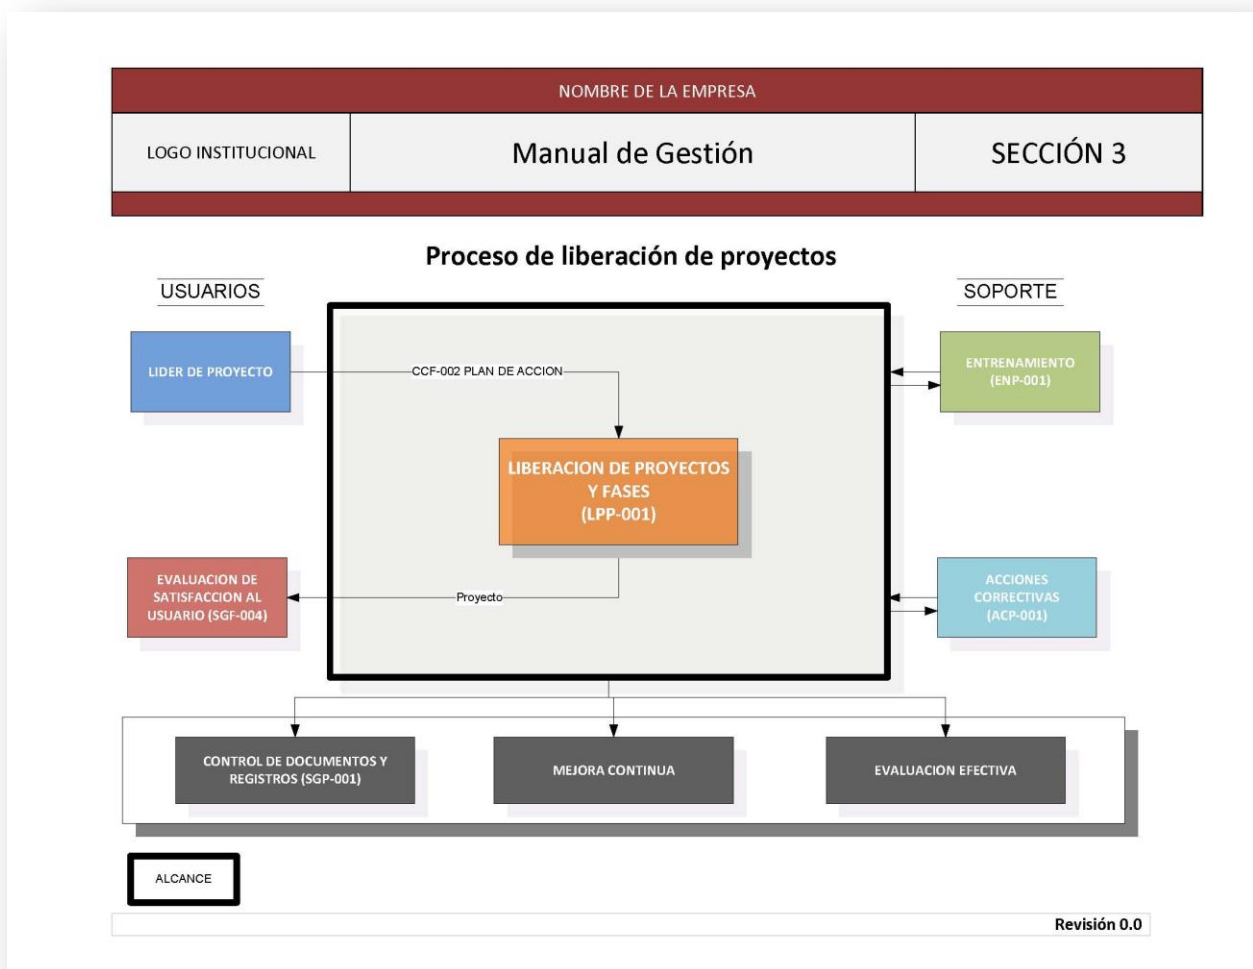 NOMBRE DE LA EMPRESA
LOGO INSTITUCIONAL
Manual de Gestión
SECCIÓN 3
Proceso de liberación de proyectos
USUARIOS
SOPORTE
LIDER DE PROYECTO
CCF-002 PLAN DE ACCION
ENTRENAMIENTO
(ENP-001)
LIBERACION DE PROYECTOS
Y FASES
(LPP-001)
EVALUACION DE
SATISFACCION AL
USUARIO (SGF-004)
Proyecto
ACCIONES
CORRECTIVAS
(ACP-001)
CONTROL DE DOCUMENTOS Y
REGISTROS (SGP-001)
MEJORA CONTINUA
EVALUACION EFECTIVA
ALCANCE
Revisión 0.0